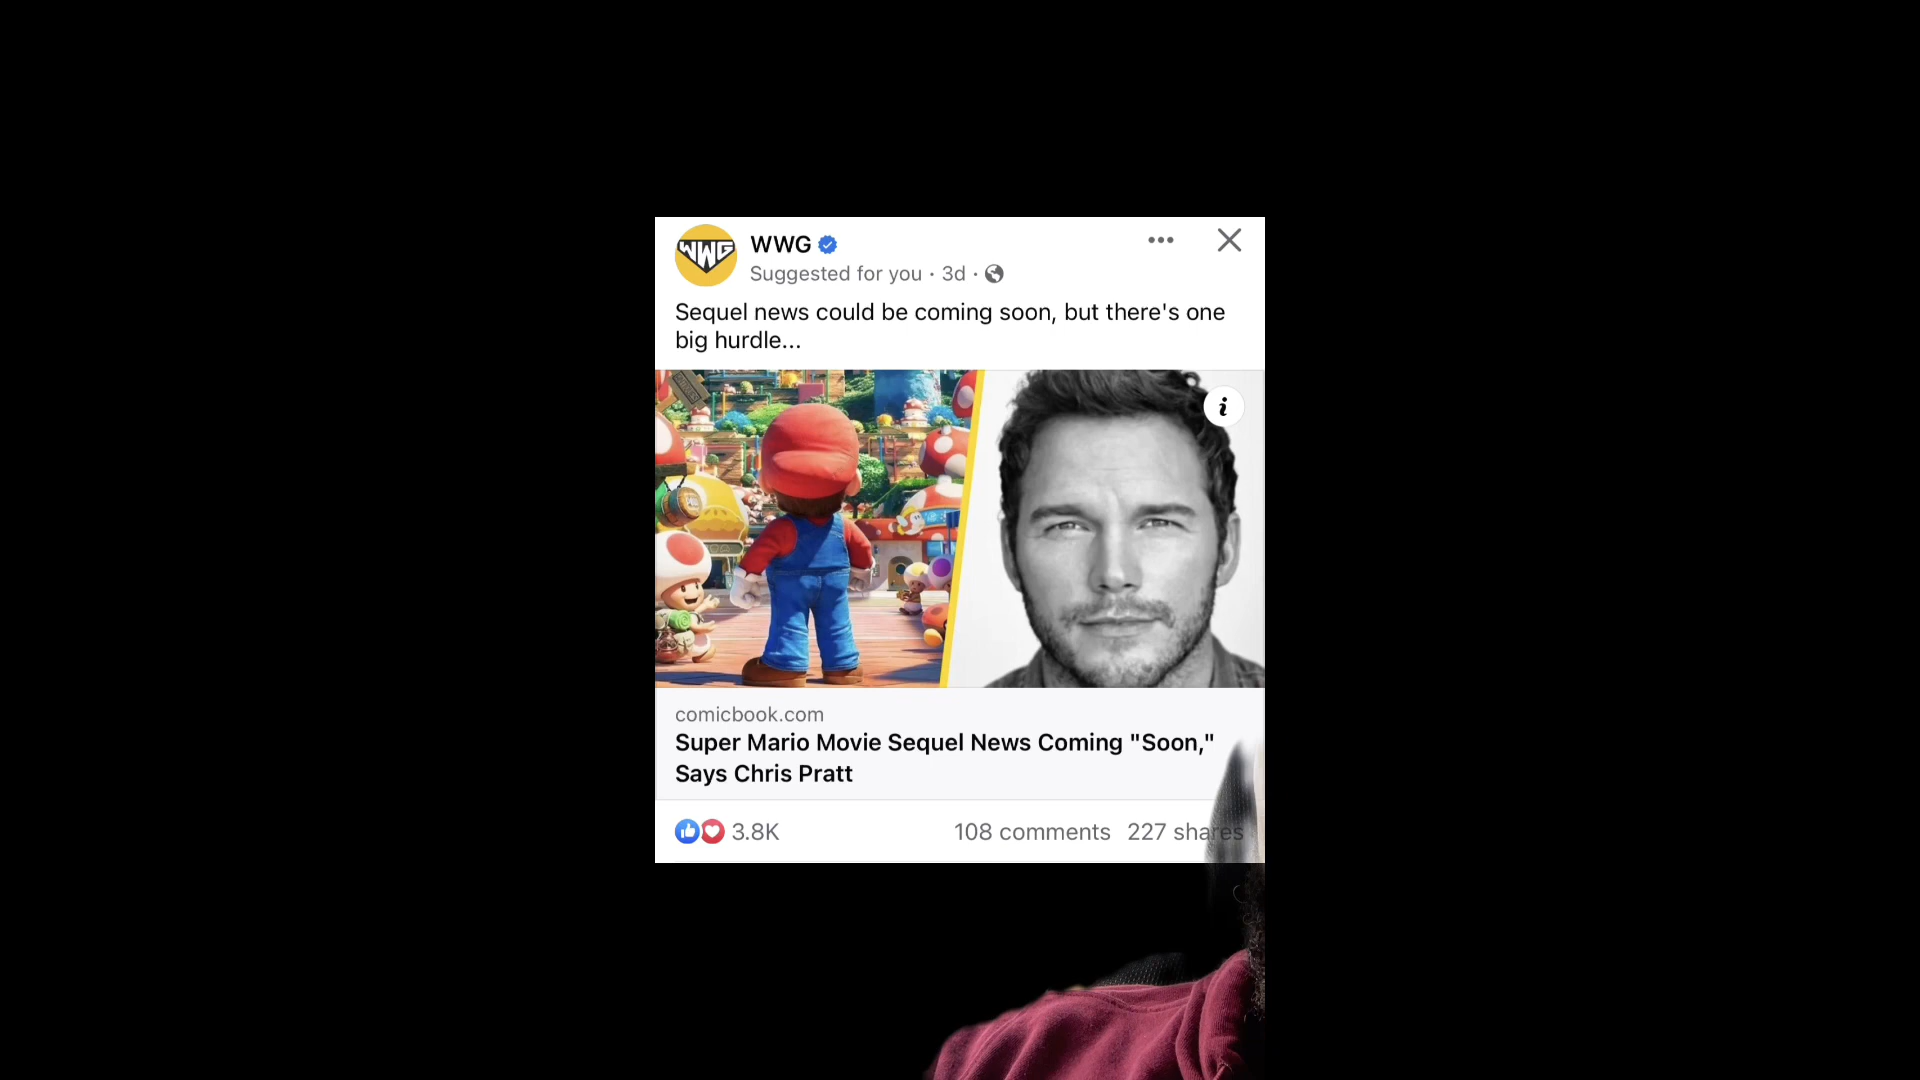 WWG
WWG
Suggested for you · 3d ·
Sequel news could be coming soon, but there's one
big hurdle...
i
comicbook.com
Super Mario Movie Sequel News Coming "Soon,"
Says Chris Pratt
3.8K 108 comments 227 shares